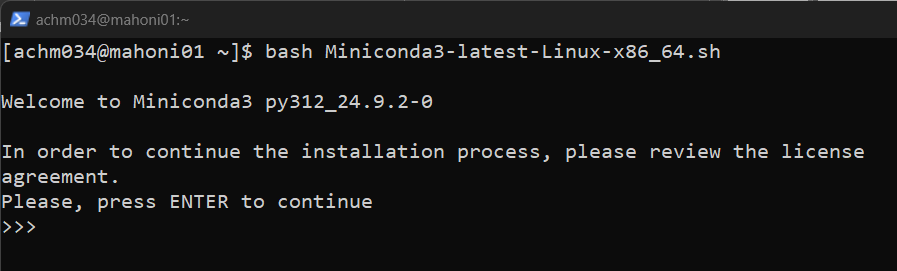 achm034@mahoni01:~
[achm034@mahoni01 ~]$ bash Miniconda3-latest-Linux-x86_64.sh
Welcome to Miniconda3 py312_24.9.2-0
In order to continue the installation process, please review the license
agreement.
Please, press ENTER to continue
>>>